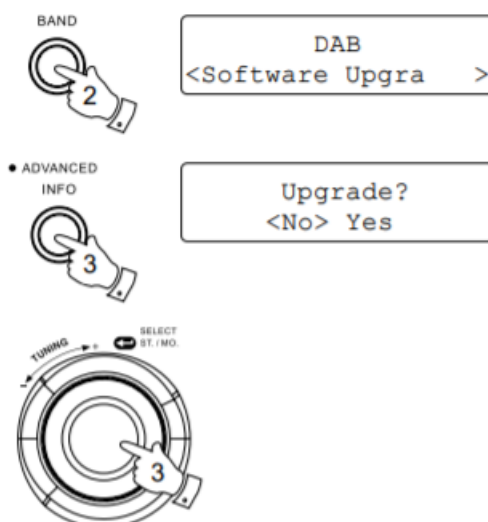 BAND
DAB
<Software Upgra >
2
• ADVANCED
INFO
Upgrade?
<No> Yes
3
SELECT
ST. / MO.
TUNING
- +
3